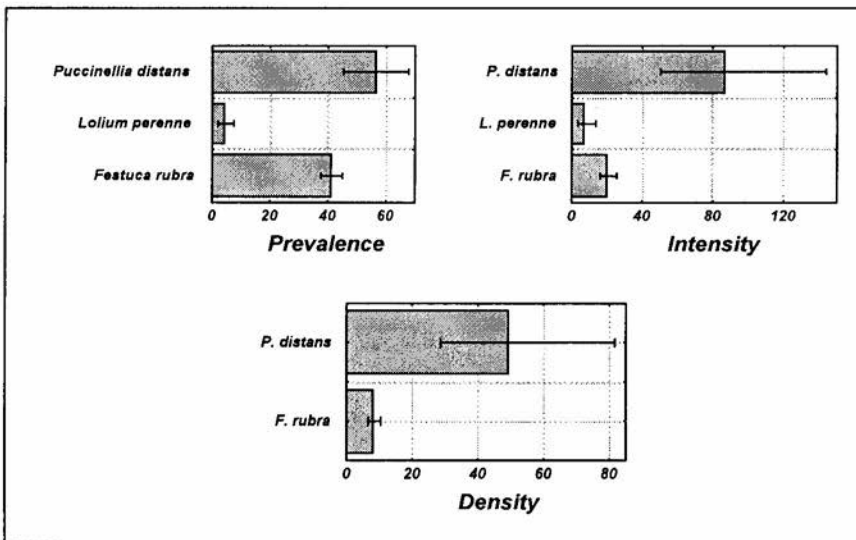 Puccinellia distans
Lolium perenne
Festuca rubra
0 20 40 60
Prevalence
P. distans
L. perenne
F. rubra
0 40 80 120
Intensity
P. distans
F. rubra
0 20 40 60 80
Density